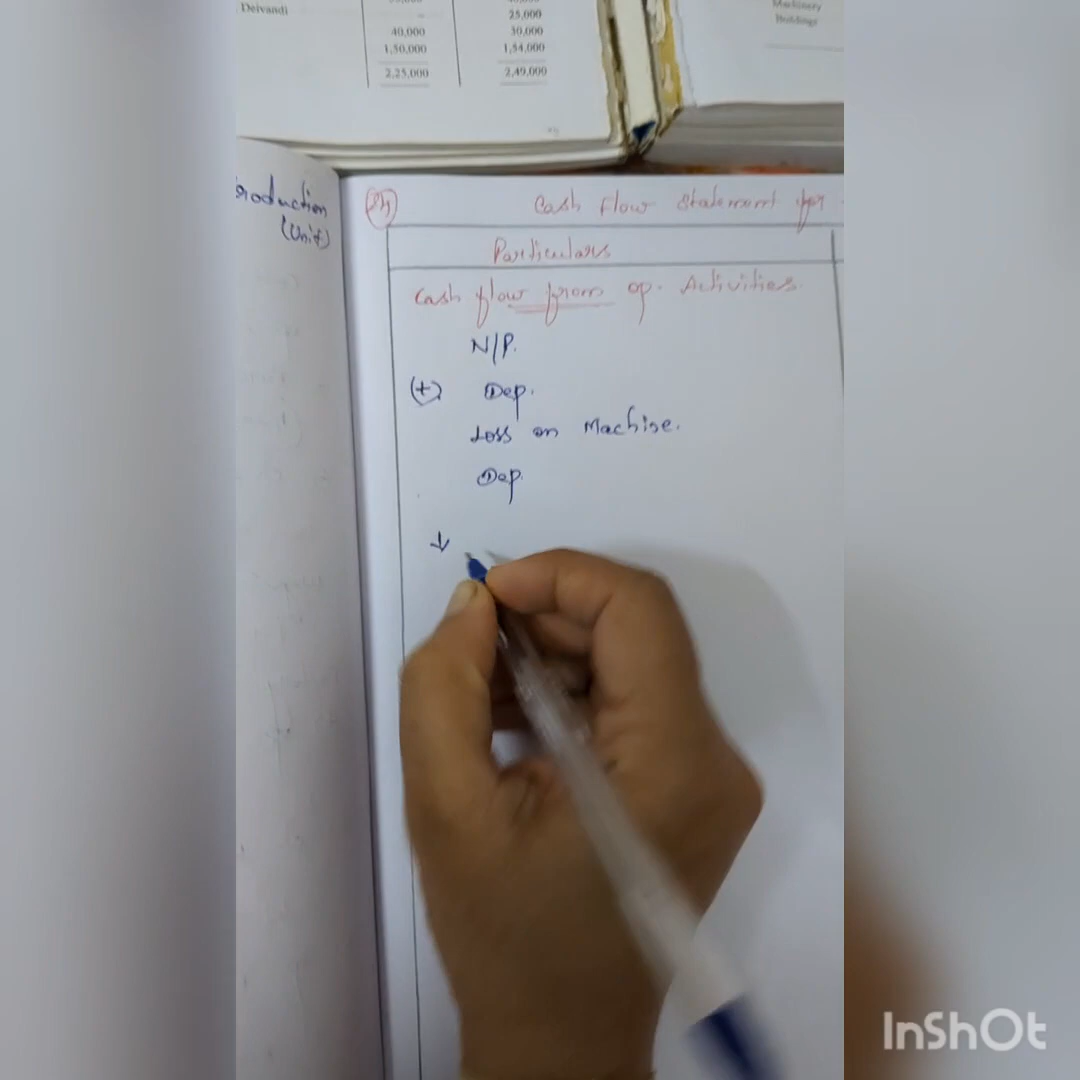 Deivandi
25,000
40,000 30,000
1,50,000 1,54,000
2,25,000 2,49,000
Machinery
Buildings
roduction
(Unit)
24 Cash Flow Statement for
Particulars
Cash flow from op. Activities
N/P.
(+) Dep.
Loss on Machine.
Dep.
↓
InShOt